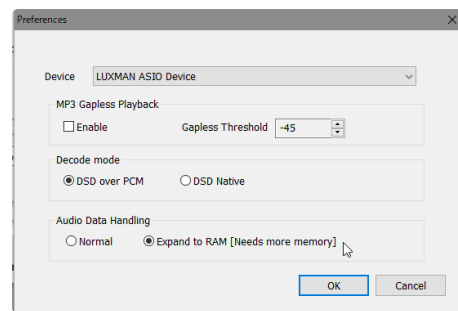 Preferences
Device LUXMAN ASIO Device
MP3 Gapless Playback
Enable Gapless Threshold -45
Decode mode
DSD over PCM DSD Native
Audio Data Handling
Normal Expand to RAM [Needs more memory]
OK Cancel